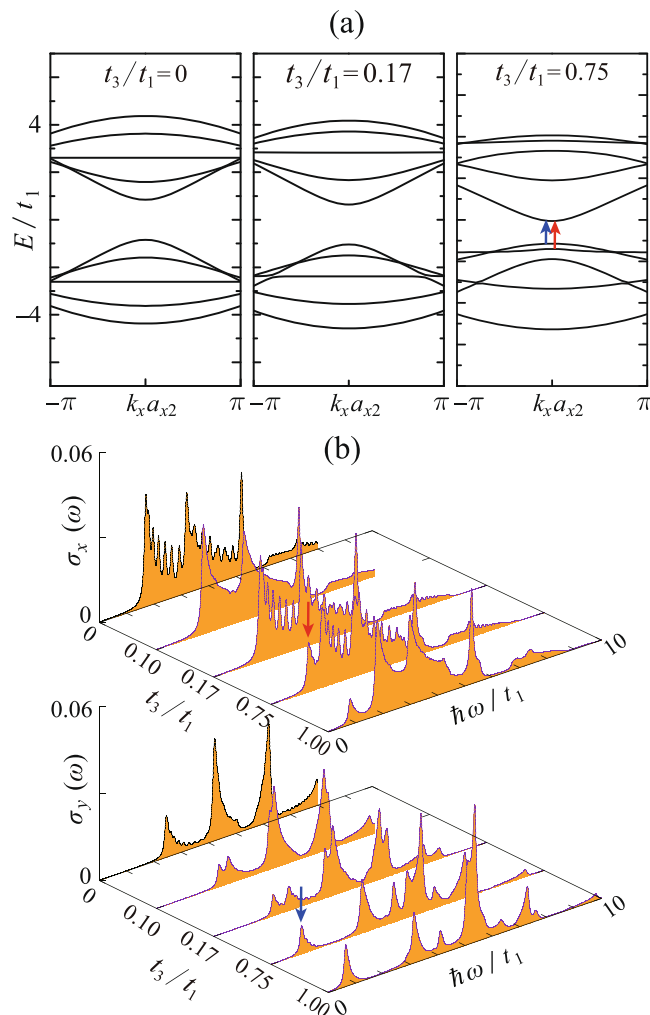 (a)
t₃/t₁=0
t₃/t₁=0.17
t₃/t₁=0.75
E/t₁
4
−4
−π
kₓaₓ₂
π
−π
kₓaₓ₂
π
−π
kₓaₓ₂
π
(b)
0.06
σₓ (ω)
0
0
0.10
0.17
0.75
1.00
t₃/t₁
0
ħω/t₁
10
0.06
σᵧ (ω)
0
0
0.10
0.17
0.75
1.00
t₃/t₁
0
ħω/t₁
10